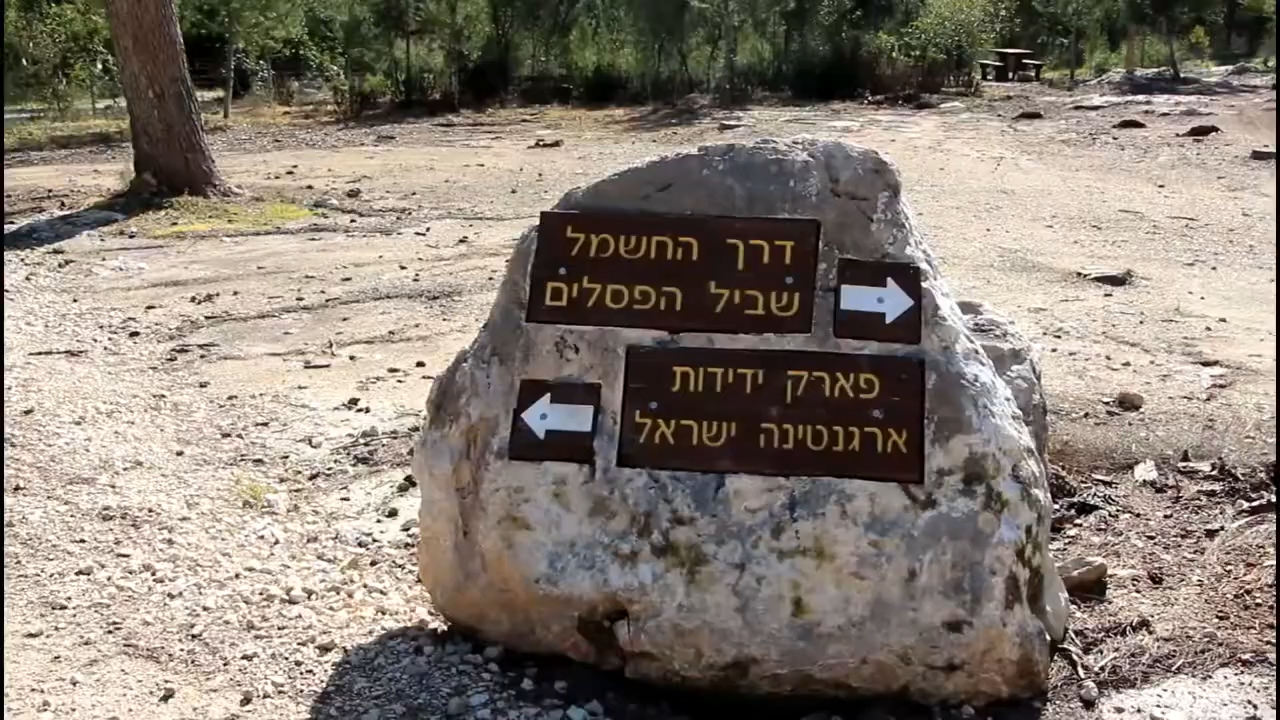 דרך החשמל
שביל הפסלים
פארק ידידות
ארגנטינה ישראל